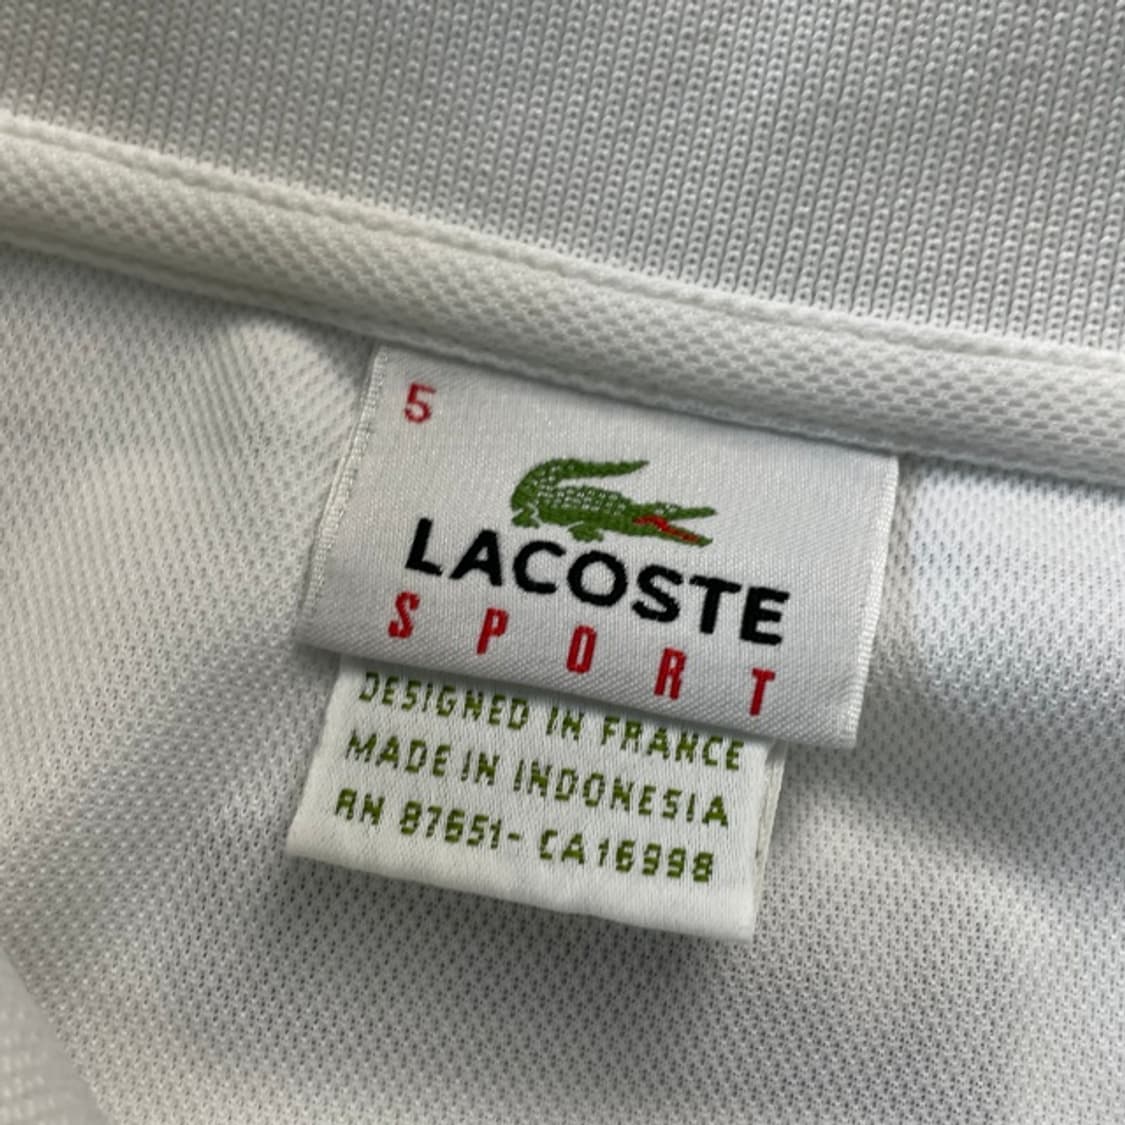 5
LACOSTE
SPORT
DESIGNED IN FRANCE
MADE IN INDONESIA
RN 87651- CA16998